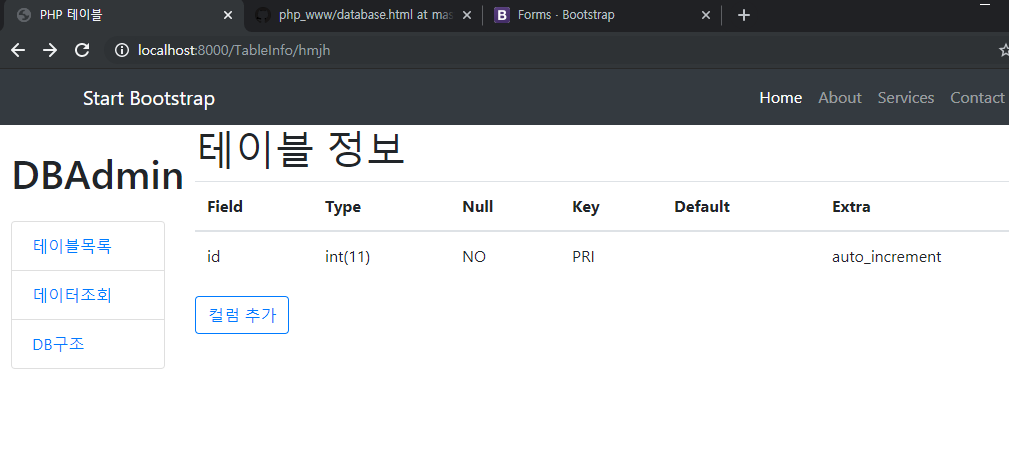 PHP 테이블
php_www/database.html at mas
Forms · Bootstrap
localhost:8000/TableInfo/hmjh
Start Bootstrap
Home About Services Contact
DBAdmin
테이블목록
데이터조회
DB구조
테이블 정보
Field Type Null Key Default Extra
id int(11) NO PRI auto_increment
컬럼 추가